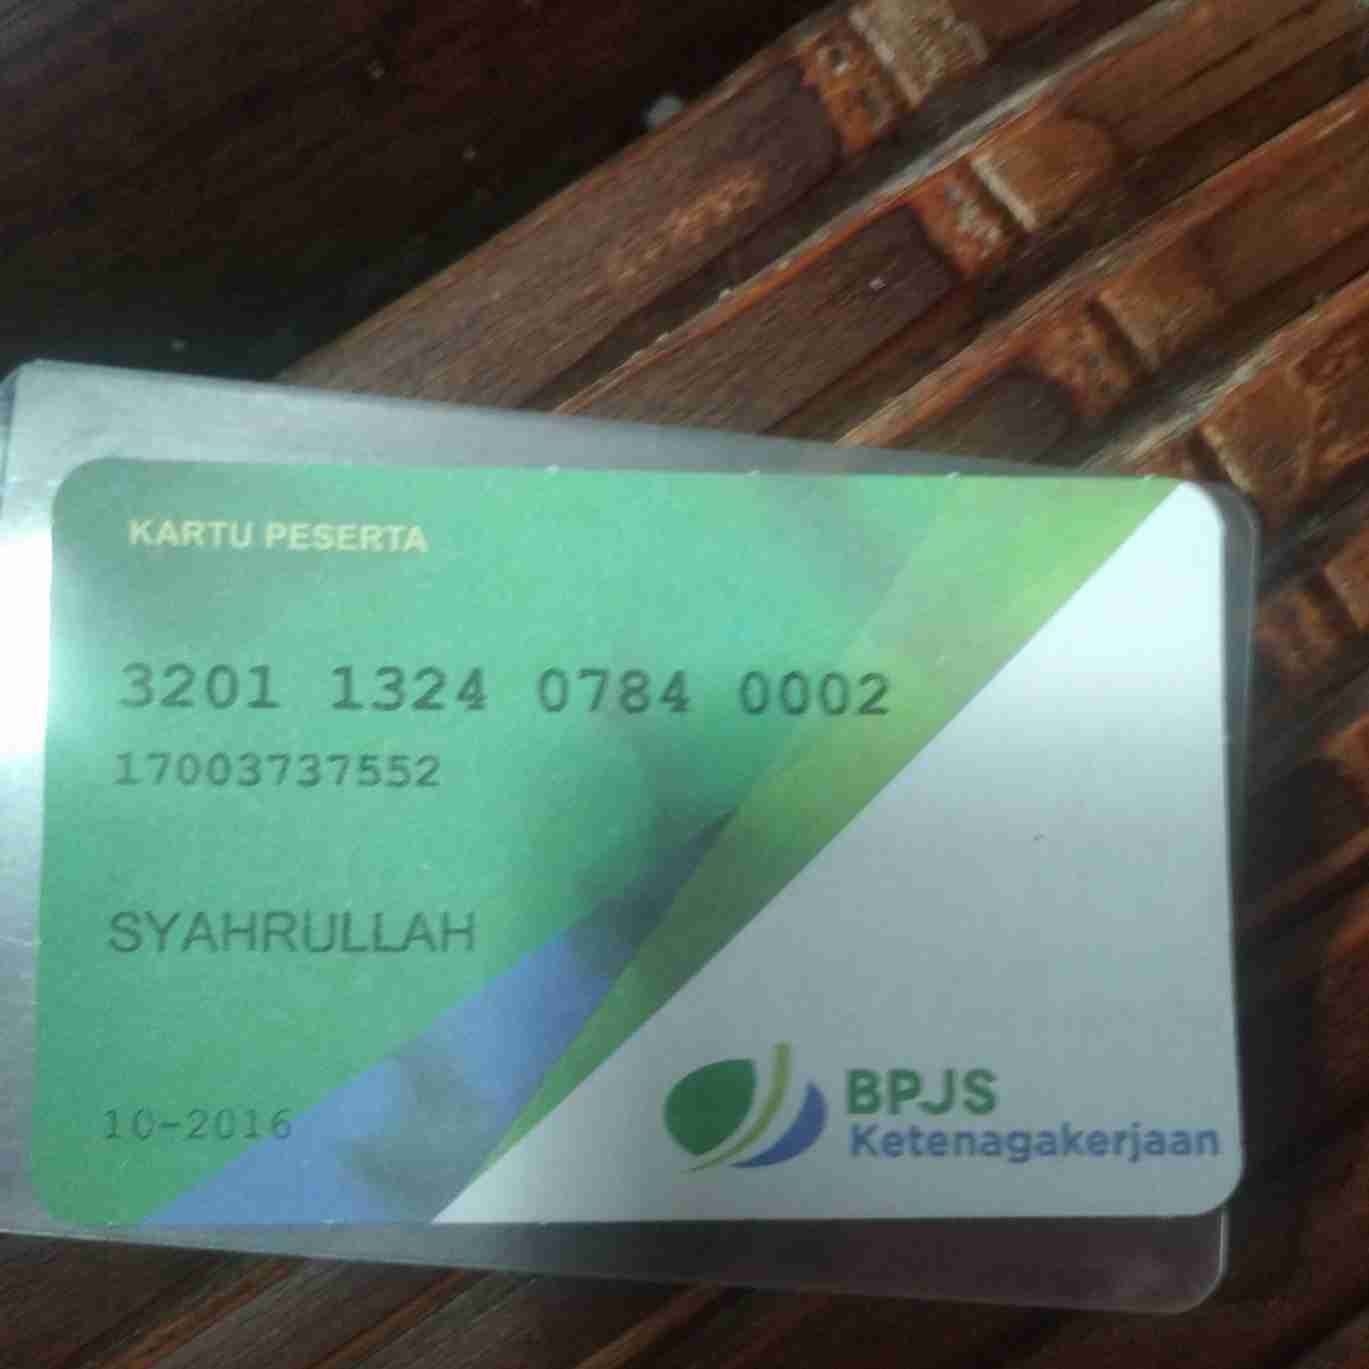 KARTU PESERTA
3201 1324 0784 0002
17003737552
SYAHRULLAH
10-2016
BPJS
Ketenagakerjaan